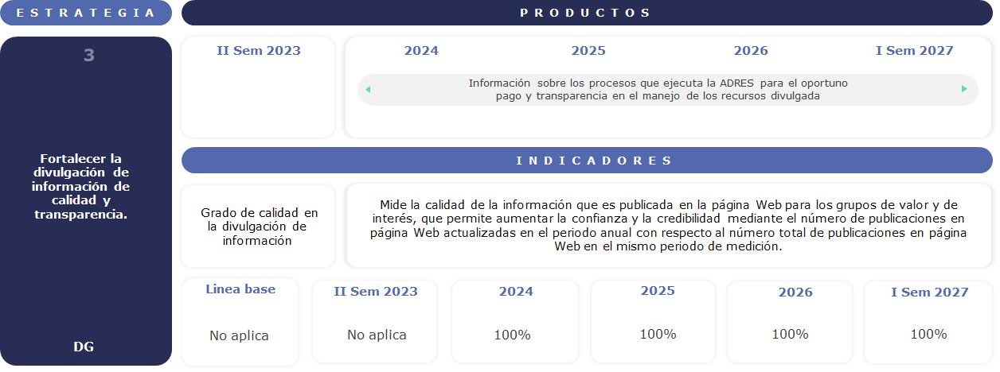 ESTRATEGIA
PRODUCTOS
3
Fortalecer la
divulgación de
información de
calidad y
transparencia.
DG
II Sem 2023
2024
2025
2026
I Sem 2027
Información sobre los procesos que ejecuta la ADRES para el oportuno
pago y transparencia en el manejo de los recursos divulgada
INDICADORES
Grado de calidad en
la divulgación de
información
Mide la calidad de la información que es publicada en la página Web para los grupos de valor y de
interés, que permite aumentar la confianza y la credibilidad mediante el número de publicaciones en
página Web actualizadas en el periodo anual con respecto al número total de publicaciones en página
Web en el mismo periodo de medición.
Linea base
II Sem 2023
2024
2025
2026
I Sem 2027
No aplica
No aplica
100%
100%
100%
100%